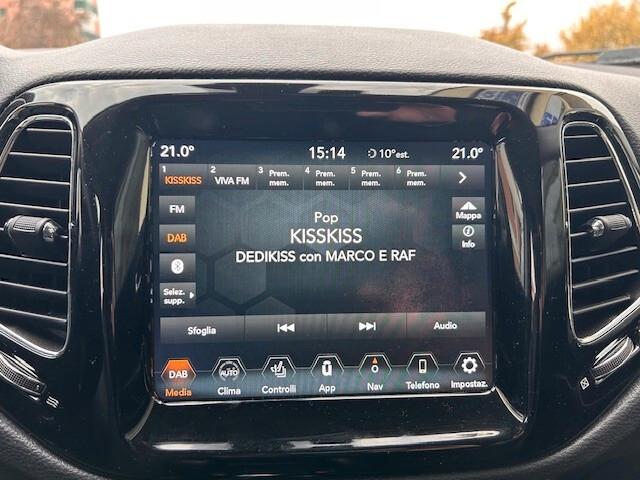 21.0° 15:14 10°est. 21.0°
1 KISSKISS 2 VIVA FM 3 Prem. mem. 4 Prem. mem. 5 Prem. mem. 6 Prem. mem.
FM
DAB
Selez. supp.
Pop
KISSKISS
DEDIKISS con MARCO E RAF
Mappa
Info
Sfoglia Audio
DAB AUTO
Media Clima Controlli App Nav Telefono Impostaz.